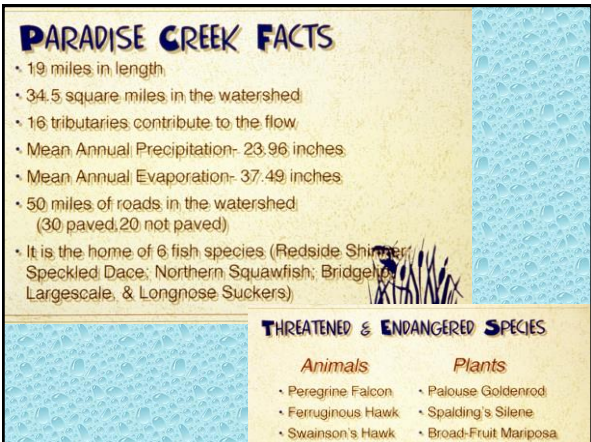 PARADISE CREEK FACTS
• 19 miles in length
• 34.5 square miles in the watershed
• 16 tributaries contribute to the flow
• Mean Annual Precipitation- 23.96 inches
• Mean Annual Evaporation- 37.49 inches
• 50 miles of roads in the watershed
(30 paved,20 not paved)
• It is the home of 6 fish species (Redside Shinner;
Speckled Dace; Northern Squawfish; Bridgelip,
Largescale, & Longnose Suckers)
THREATENED & ENDANGERED SPECIES
Animals Plants
• Peregrine Falcon • Palouse Goldenrod
• Ferruginous Hawk • Spalding's Silene
• Swainson's Hawk • Broad-Fruit Mariposa